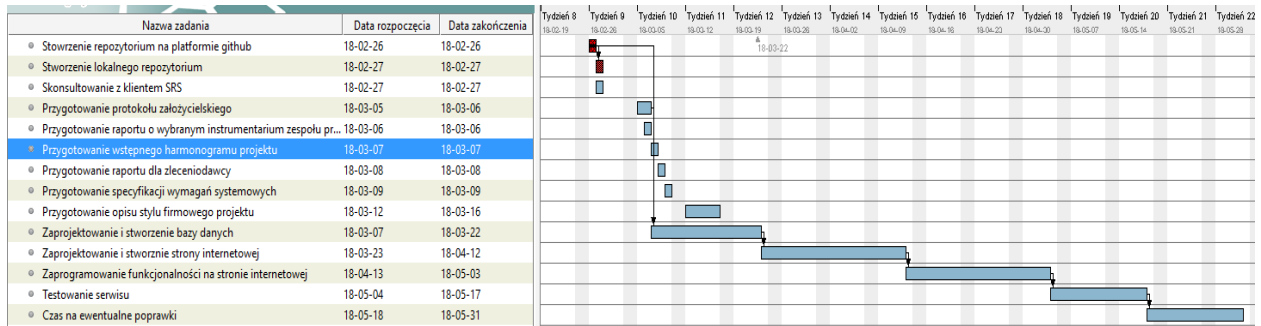 Nazwa zadania Data rozpoczęcia Data zakończenia
Tydzień 8 Tydzień 9 Tydzień 10 Tydzień 11 Tydzień 12 Tydzień 13 Tydzień 14 Tydzień 15 Tydzień 16 Tydzień 17 Tydzień 18 Tydzień 19 Tydzień 20 Tydzień 21 Tydzień 22
18-02-19 18-02-26 18-03-05 18-03-12 18-03-19 18-03-26 18-04-02 18-04-09 18-04-16 18-04-23 18-04-30 18-05-07 18-05-14 18-05-21 18-05-28
Stowrzenie repozytorium na platformie github 18-02-26 18-02-26
18-03-22
Stworzenie lokalnego repozytorium 18-02-27 18-02-27
Skonsultowanie z klientem SRS 18-02-27 18-02-27
Przygotowanie protokołu założycielskiego 18-03-05 18-03-06
Przygotowanie raportu o wybranym instrumentarium zespołu pr... 18-03-06 18-03-06
Przygotowanie wstępnego harmonogramu projektu 18-03-07 18-03-07
Przygotowanie raportu dla zleceniodawcy 18-03-08 18-03-08
Przygotowanie specyfikacji wymagań systemowych 18-03-09 18-03-09
Przygotowanie opisu stylu firmowego projektu 18-03-12 18-03-16
Zaprojektowanie i stworzenie bazy danych 18-03-07 18-03-22
Zaprojektowanie i stworznie strony internetowej 18-03-23 18-04-12
Zaprogramowanie funkcjonalności na stronie internetowej 18-04-13 18-05-03
Testowanie serwisu 18-05-04 18-05-17
Czas na ewentualne poprawki 18-05-18 18-05-31